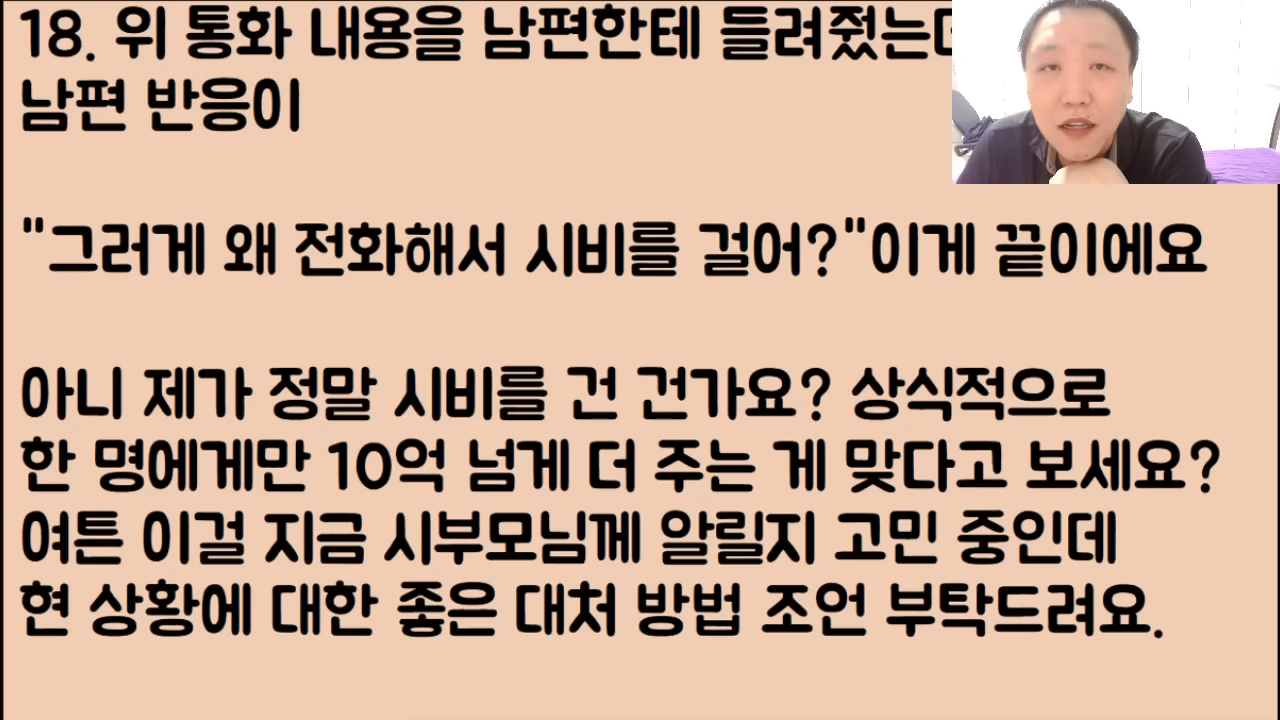 18. 위 통화 내용을 남편한테
남편 반응이
"그러게 왜 전화해서 시비를 걸어?"이게 끝이에요
아니 제가 정말 시비를 건 건가요? 상식적으로
한 명에게만 10억 넘게 더 주는 게 맞다고 보세요?
여튼 이걸 지금 시부모님께 알릴지 고민 중인데
현 상황에 대한 좋은 대처 방법 조언 부탁드려요.